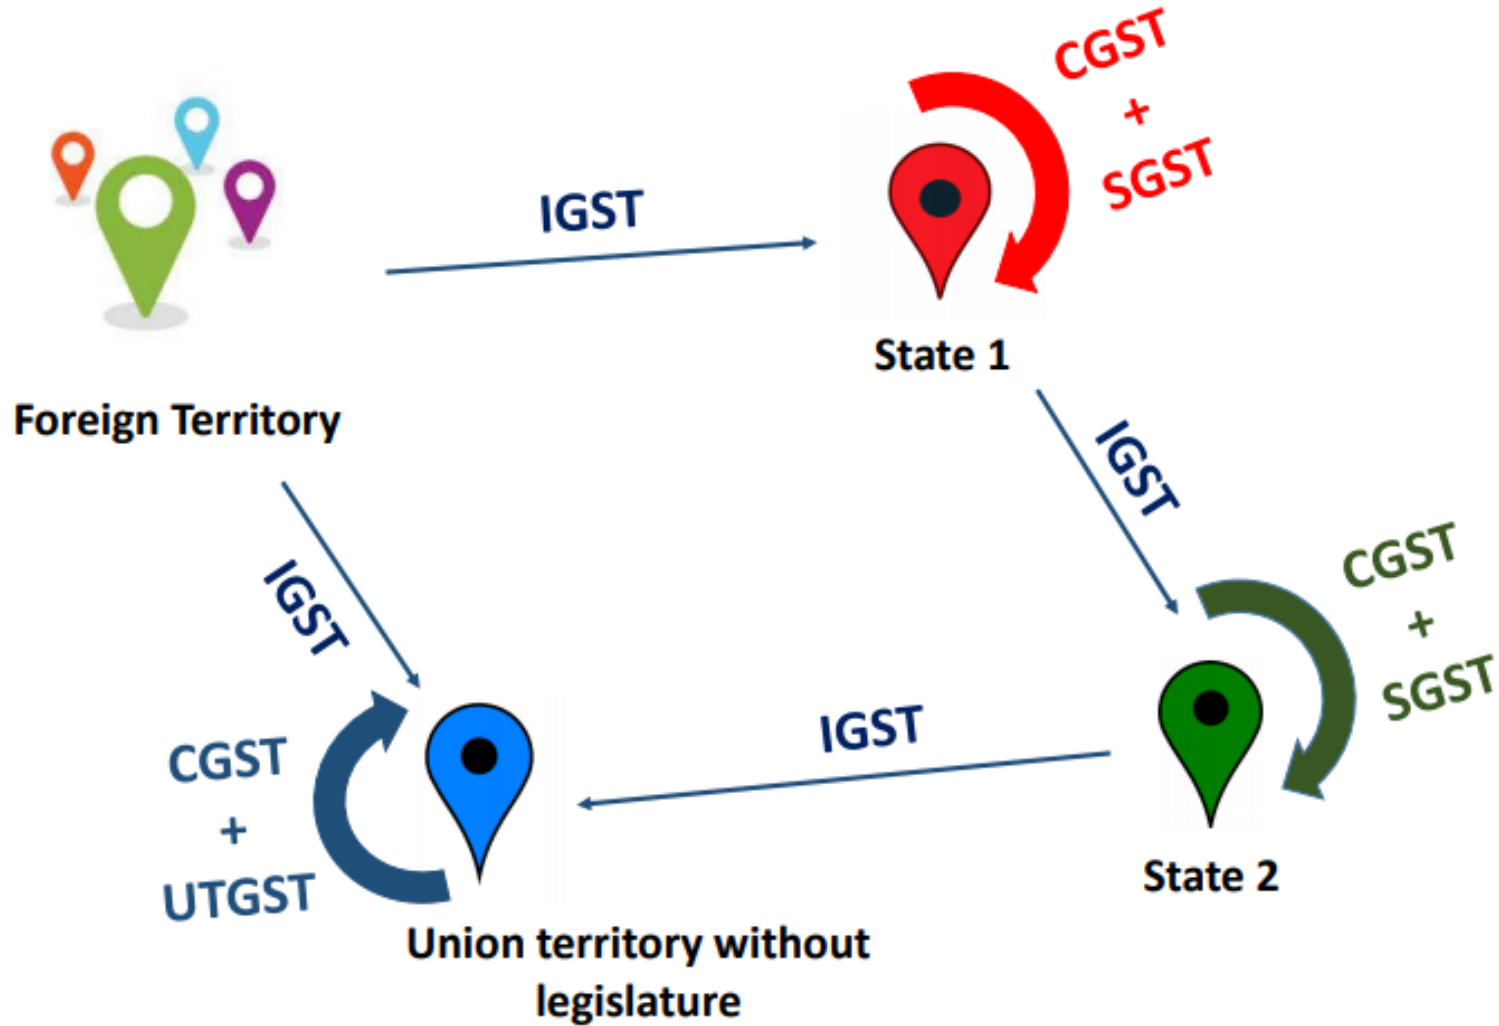 CGST
+
SGST
IGST
State 1
Foreign Territory
IGST
IGST
CGST
+
SGST
IGST
CGST
+
UTGST
State 2
Union territory without
legislature